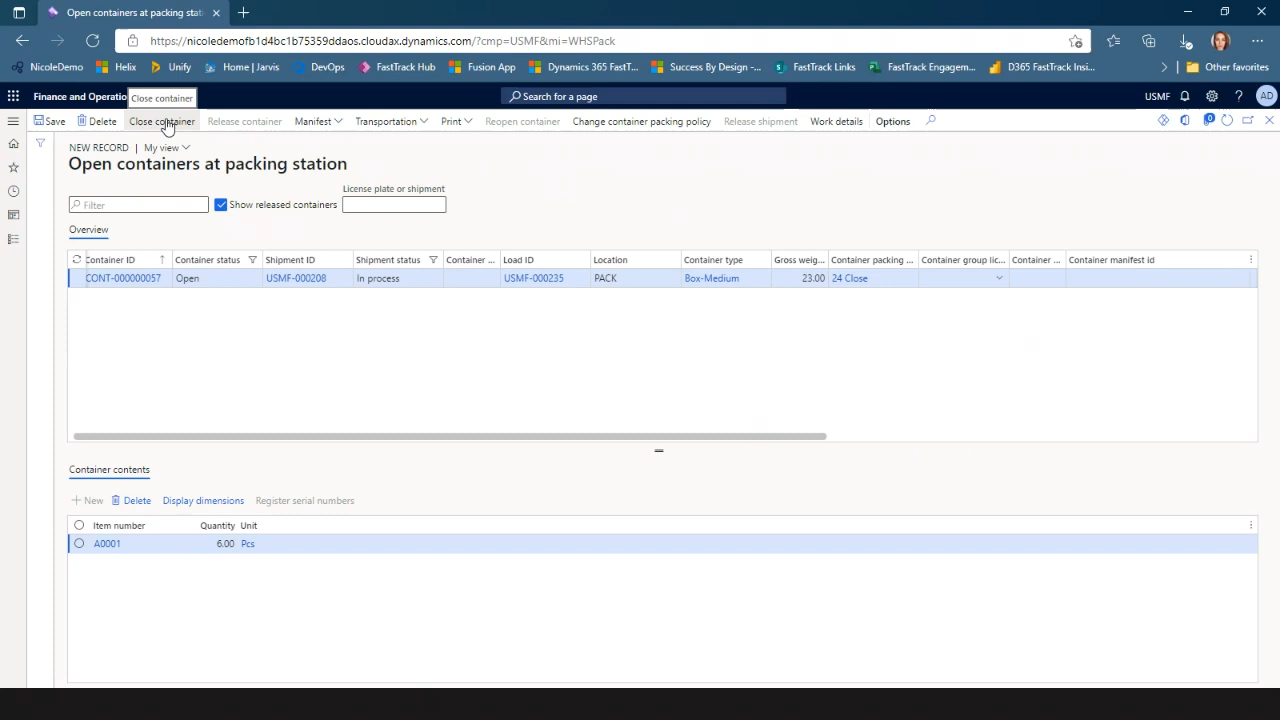 Open containers at packing stati
https://nicoledemofb1d4bc1b75359ddaos.cloudax.dynamics.com/?cmp=USMF&mi=WHSPack
NicoleDemo Helix Unify Home | Jarvis DevOps FastTrack Hub Fusion App Dynamics 365 FastT... Success By Design -... FastTrack Links FastTrack Engagem... D365 FastTrack Insi... Other favorites
Finance and Operatio Close container Search for a page USMF ? AD
Save Delete Close container Release container Manifest Transportation Print Reopen container Change container packing policy Release shipment Work details Options 0
NEW RECORD | My view
Open containers at packing station
License plate or shipment
Filter Show released containers
Overview
Container ID Container status Shipment ID Shipment status Container ... Load ID Location Container type Gross weig... Container packing ... Container group lic... Container ... Container manifest id
CONT-000000057 Open USMF-000208 In process USMF-000235 PACK Box-Medium 23.00 24 Close
Container contents
New Delete Display dimensions Register serial numbers
Item number Quantity Unit
A0001 6.00 Pcs